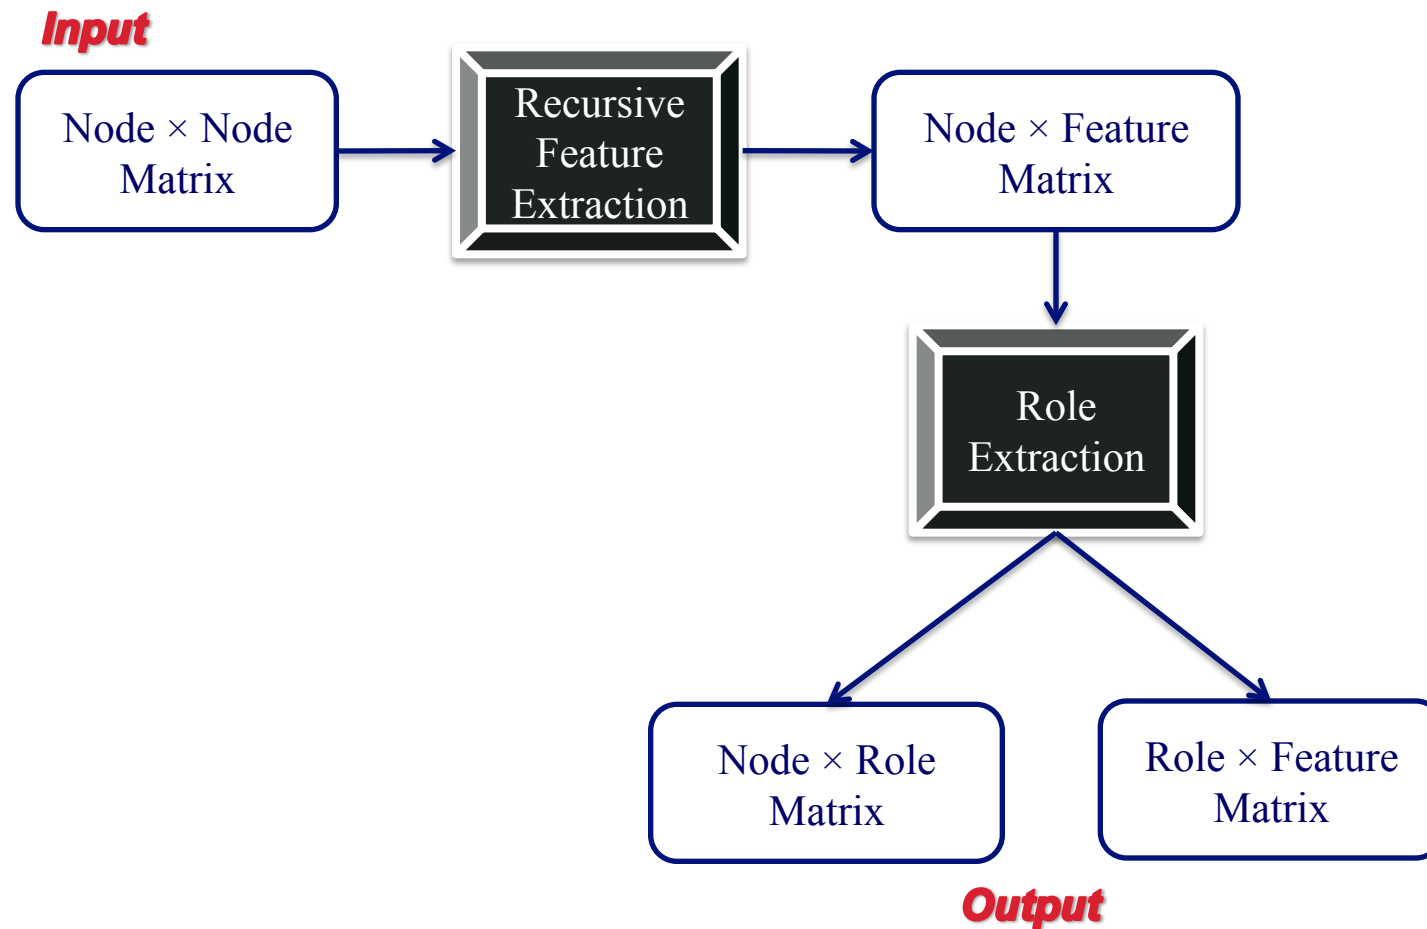 Input
Node × Node
Matrix
Recursive
Feature
Extraction
Node × Feature
Matrix
Role
Extraction
Node × Role
Matrix
Role × Feature
Matrix
Output